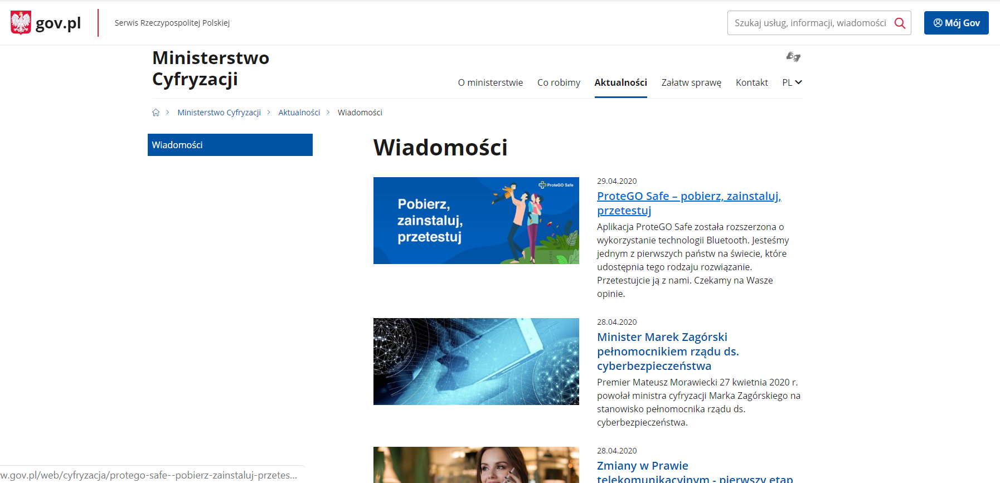 gov.pl
Serwis Rzeczypospolitej Polskiej
Szukaj usług, informacji, wiadomości
Mój Gov
Ministerstwo
Cyfryzacji
O ministerstwie
Co robimy
Aktualności
Załatw sprawę
Kontakt
PL
Ministerstwo Cyfryzacji
Aktualności
Wiadomości
Wiadomości
Wiadomości
ProteGO Safe
Pobierz,
zainstaluj,
przetestuj
29.04.2020
ProteGO Safe – pobierz, zainstaluj,
przetestuj
Aplikacja ProteGO Safe została rozszerzona o
wykorzystanie technologii Bluetooth. Jesteśmy
jednym z pierwszych państw na świecie, które
udostępnia tego rodzaju rozwiązanie.
Przetestujcie ją z nami. Czekamy na Wasze
opinie.
28.04.2020
Minister Marek Zagórski
pełnomocnikiem rządu ds.
cyberbezpieczeństwa
Premier Mateusz Morawiecki 27 kwietnia 2020 r.
powołał ministra cyfryzacji Marka Zagórskiego na
stanowisko pełnomocnika rządu ds.
cyberbezpieczeństwa.
28.04.2020
Zmiany w Prawie
telekomunikacyjnym - pierwszy etap
w.gov.pl/web/cyfryzacja/protego-safe--pobierz-zainstaluj-przetes...